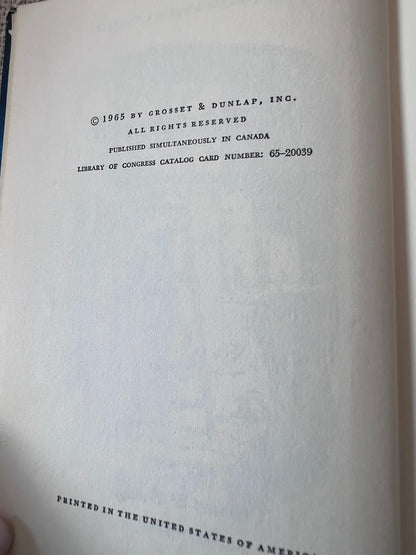 © 1965 BY GROSSET & DUNLAP, INC.
ALL RIGHTS RESERVED
PUBLISHED SIMULTANEOUSLY IN CANADA
LIBRARY OF CONGRESS CATALOG CARD NUMBER: 65–20039
PRINTED IN THE UNITED STATES OF AMERICA